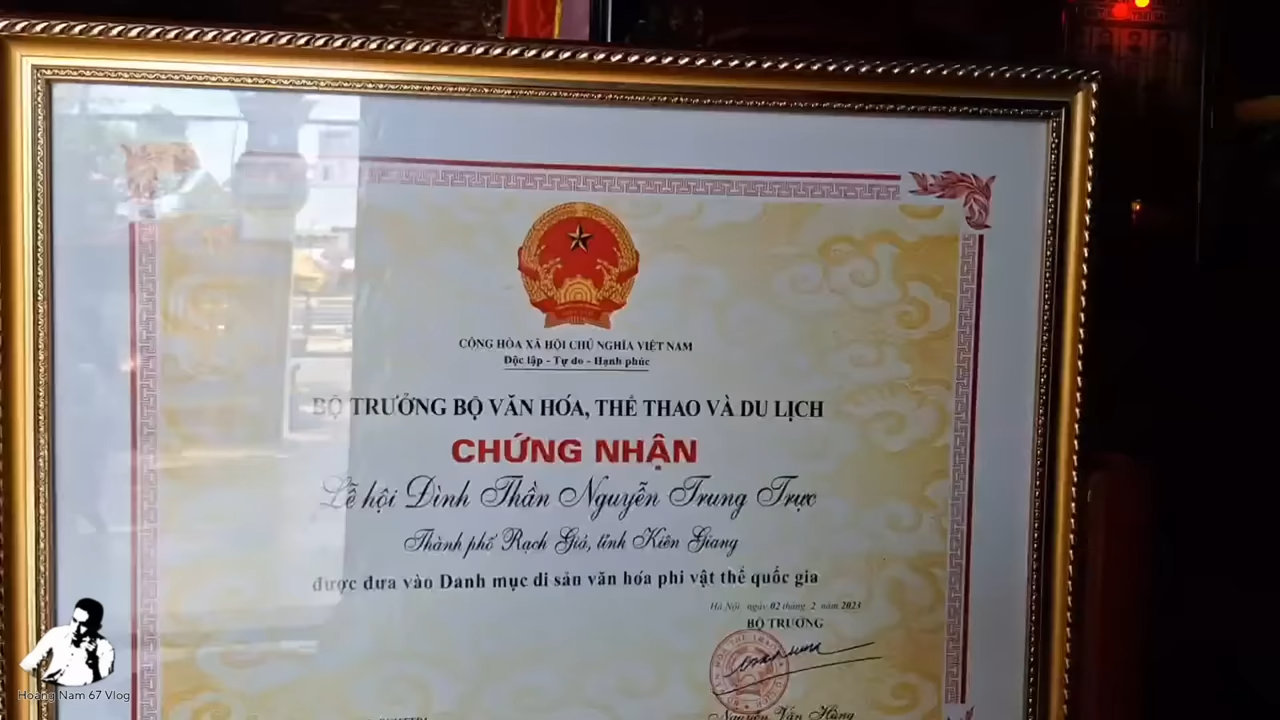 CỘNG HÒA XÃ HỘI CHỦ NGHĨA VIỆT NAM
Độc lập - Tự do - Hạnh phúc
BỘ TRƯỞNG BỘ VĂN HÓA, THỂ THAO VÀ DU LỊCH
CHỨNG NHẬN
Lễ hội Đình Thần Nguyễn Trung Trực
Thành phố Rạch Giá, tỉnh Kiên Giang
được đưa vào Danh mục di sản văn hóa phi vật thể quốc gia
Hà Nội ngày 02 tháng 2 năm 2023
BỘ TRƯỞNG
Nguyễn Văn Hùng
Hoàng Nam 67 Vlog